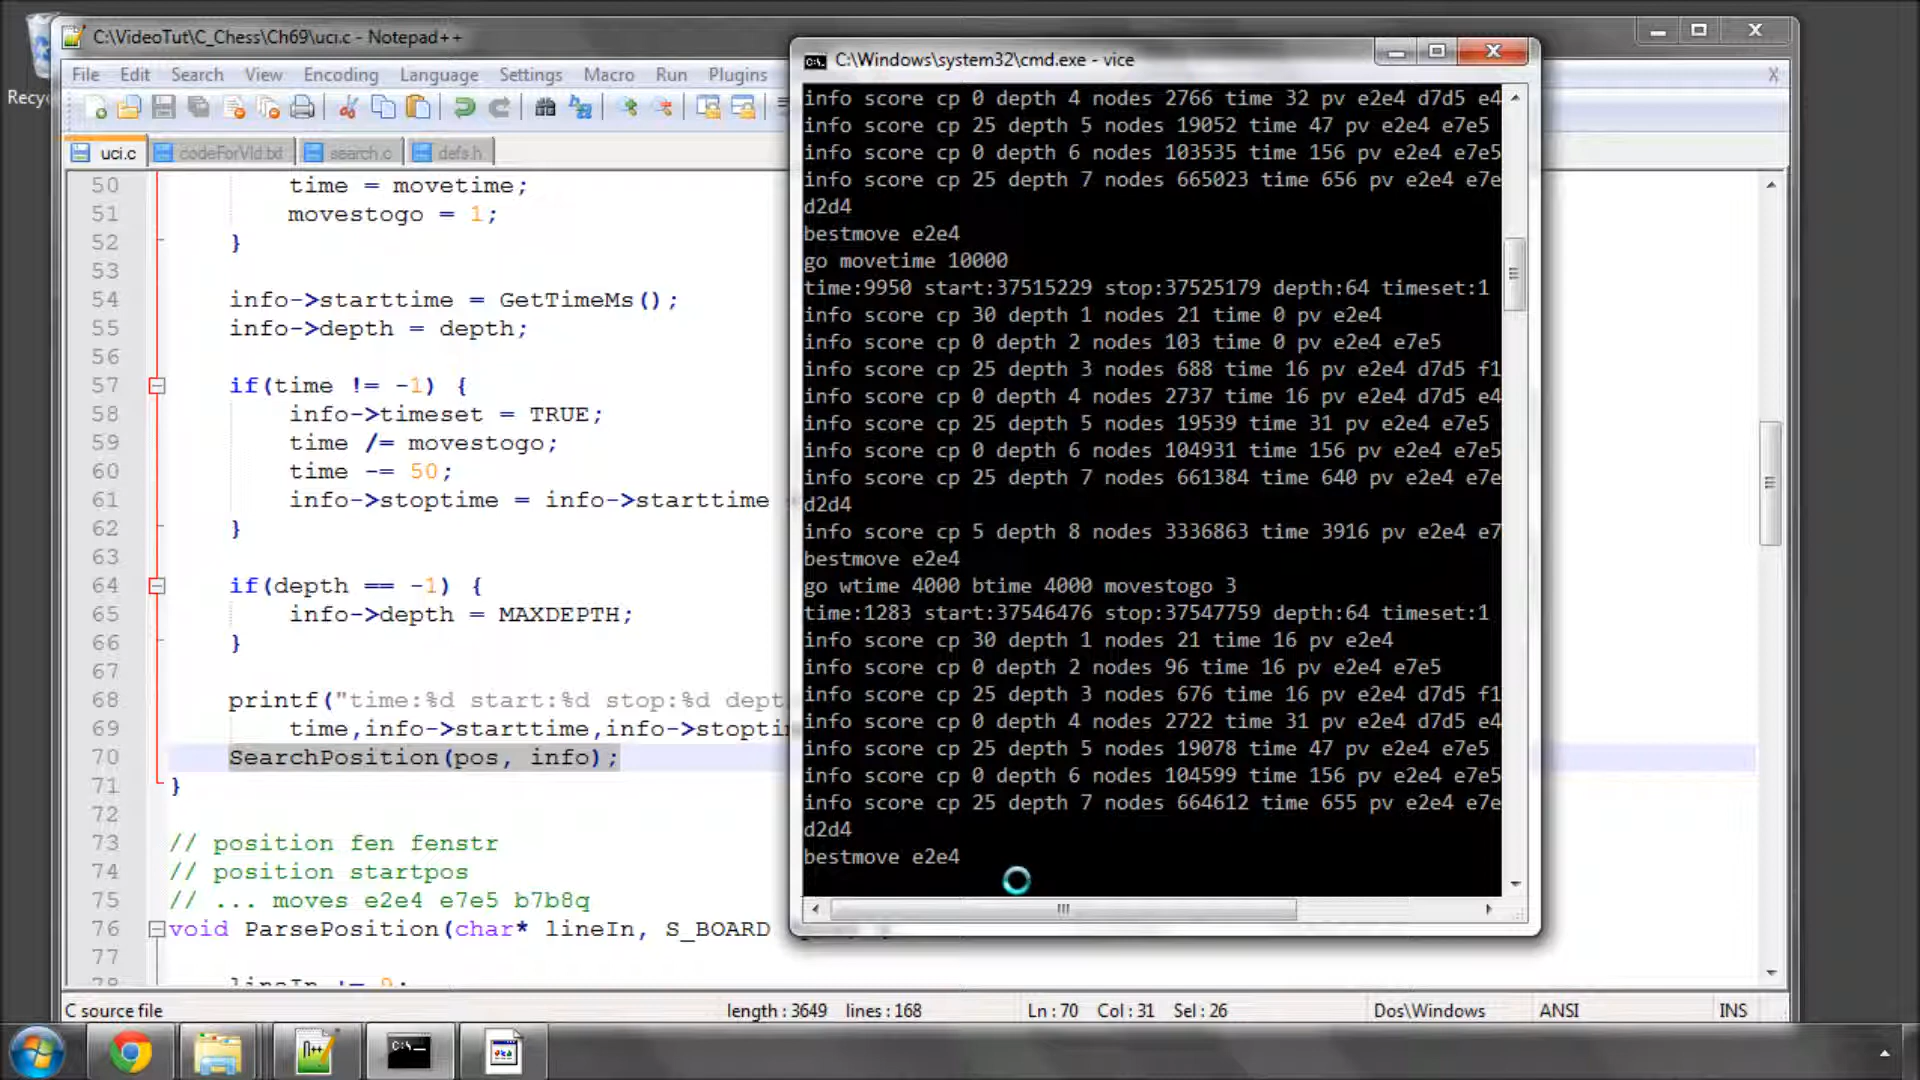 C:\VideoTut\C_Chess\Ch69\uci.c - Notepad++
File Edit Search View Encoding Language Settings Macro Run Plugins
X
uci.c codeForVid.txt search.c defs.h
50 time = movetime;
51 movestogo = 1;
52 }
53
54 info->starttime = GetTimeMs();
55 info->depth = depth;
56
57 if(time != -1) {
58 info->timeset = TRUE;
59 time /= movestogo;
60 time -= 50;
61 info->stoptime = info->starttime
62 }
63
64 if(depth == -1) {
65 info->depth = MAXDEPTH;
66 }
67
68 printf("time:%d start:%d stop:%d dept
69 time,info->starttime,info->stopti
70 SearchPosition(pos, info);
71 }
72
73 // position fen fenstr
74 // position startpos
75 // ... moves e2e4 e7e5 b7b8q
76 void ParsePosition(char* lineIn, S_BOARD
77
78 lineIn += 9;
C source file length : 3649 lines : 168 Ln : 70 Col : 31 Sel : 26 Dos\Windows ANSI INS
C:\Windows\system32\cmd.exe - vice
info score cp 0 depth 4 nodes 2766 time 32 pv e2e4 d7d5 e4
info score cp 25 depth 5 nodes 19052 time 47 pv e2e4 e7e5
info score cp 0 depth 6 nodes 103535 time 156 pv e2e4 e7e5
info score cp 25 depth 7 nodes 665023 time 656 pv e2e4 e7e
d2d4
bestmove e2e4
go movetime 10000
time:9950 start:37515229 stop:37525179 depth:64 timeset:1
info score cp 30 depth 1 nodes 21 time 0 pv e2e4
info score cp 0 depth 2 nodes 103 time 0 pv e2e4 e7e5
info score cp 25 depth 3 nodes 688 time 16 pv e2e4 d7d5 f1
info score cp 0 depth 4 nodes 2737 time 16 pv e2e4 d7d5 e4
info score cp 25 depth 5 nodes 19539 time 31 pv e2e4 e7e5
info score cp 0 depth 6 nodes 104931 time 156 pv e2e4 e7e5
info score cp 25 depth 7 nodes 661384 time 640 pv e2e4 e7e
d2d4
info score cp 5 depth 8 nodes 3336863 time 3916 pv e2e4 e7
bestmove e2e4
go wtime 4000 btime 4000 movestogo 3
time:1283 start:37546476 stop:37547759 depth:64 timeset:1
info score cp 30 depth 1 nodes 21 time 16 pv e2e4
info score cp 0 depth 2 nodes 96 time 16 pv e2e4 e7e5
info score cp 25 depth 3 nodes 676 time 16 pv e2e4 d7d5 f1
info score cp 0 depth 4 nodes 2722 time 31 pv e2e4 d7d5 e4
info score cp 25 depth 5 nodes 19078 time 47 pv e2e4 e7e5
info score cp 0 depth 6 nodes 104599 time 156 pv e2e4 e7e5
info score cp 25 depth 7 nodes 664612 time 655 pv e2e4 e7e
d2d4
bestmove e2e4
Recy